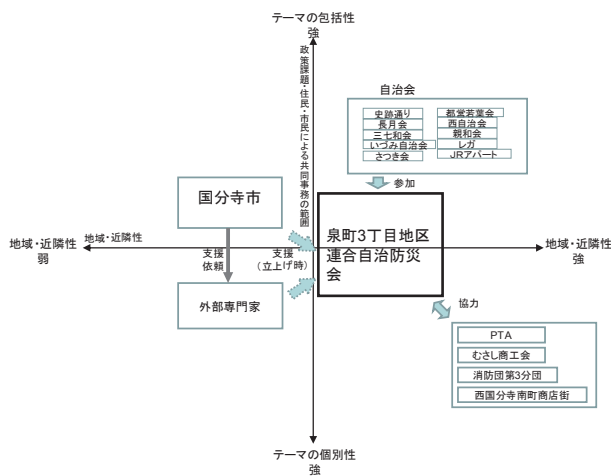 テーマの包括性
強
政策課題・住民・市民による共同事務の範囲
自治会
史跡通り
長月会
三七和会
いづみ自治会
さつき会
都営若葉会
西自治会
親和会
レガ
JRアパート
参加
国分寺市
泉町3丁目地区
連合自治防災
会
地域・近隣性
弱
地域・近隣性
支援
依頼
支援
(立上げ時)
地域・近隣性
強
外部専門家
協力
PTA
むさし商工会
消防団第3分団
西国分寺南町商店街
テーマの個別性
強